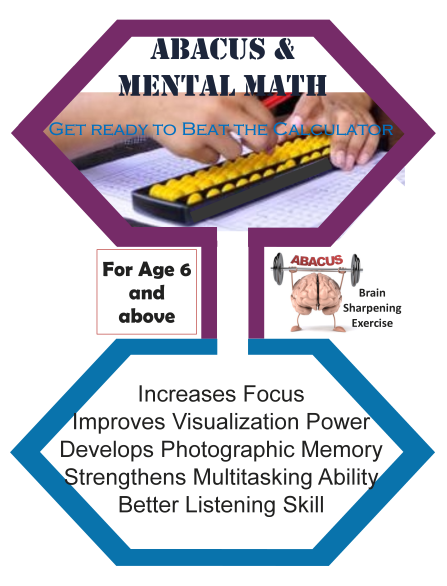 ABACUS &
MENTAL MATH
GET READY TO BEAT THE CALCULATOR
For Age 6
and
above
ABACUS
Brain
Sharpening
Exercise
Increases Focus
Improves Visualization Power
Develops Photographic Memory
Strengthens Multitasking Ability
Better Listening Skill